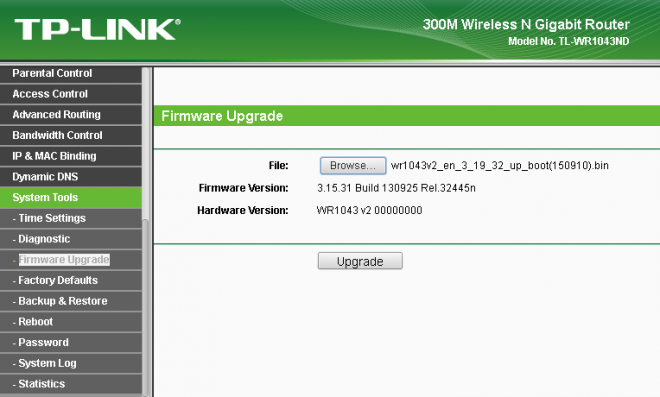 TP-LINK®
300M Wireless N Gigabit Router
Model No. TL-WR1043ND
Parental Control
Access Control
Advanced Routing
Bandwidth Control
IP & MAC Binding
Dynamic DNS
System Tools
- Time Settings
- Diagnostic
- Firmware Upgrade
- Factory Defaults
- Backup & Restore
- Reboot
- Password
- System Log
- Statistics
Firmware Upgrade
File: Browse... wr1043v2_en_3_19_32_up_boot(150910).bin
Firmware Version: 3.15.31 Build 130925 Rel.32445n
Hardware Version: WR1043 v2 00000000
Upgrade